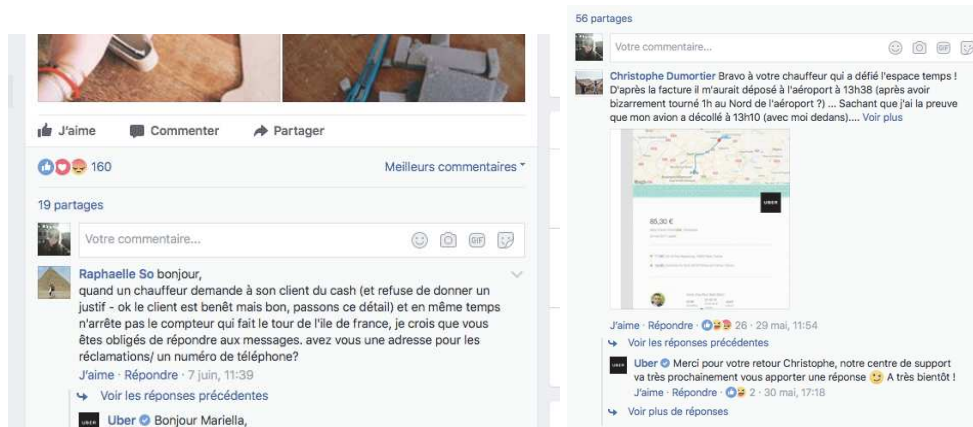 J'aime Commenter Partager
160 Meilleurs commentaires
19 partages
Votre commentaire...
GIF
Raphaelle So bonjour,
quand un chauffeur demande à son client du cash (et refuse de donner un
justif - ok le client est benêt mais bon, passons ce détail) et en même temps
n'arrête pas le compteur qui fait le tour de l'ile de france, je crois que vous
êtes obligés de répondre aux messages. avez vous une adresse pour les
réclamations/ un numéro de téléphone?
J'aime · Répondre · 7 juin, 11:39
Voir les réponses précédentes
UBER
Uber Bonjour Mariella,
56 partages
Votre commentaire...
GIF
Christophe Dumortier Bravo à votre chauffeur qui a défié l'espace temps !
D'après la facture il m'aurait déposé à l'aéroport à 13h38 (après avoir
bizarrement tourné 1h au Nord de l'aéroport ?) ... Sachant que j'ai la preuve
que mon avion a décollé à 13h10 (avec moi dedans).... Voir plus
UBER
85,30 €
J'aime · Répondre · 26 · 29 mai, 11:54
Voir les réponses précédentes
UBER
Uber Merci pour votre retour Christophe, notre centre de support
va très prochainement vous apporter une réponse 😉 A très bientôt !
J'aime · Répondre · 2 · 30 mai, 17:18
Voir plus de réponses